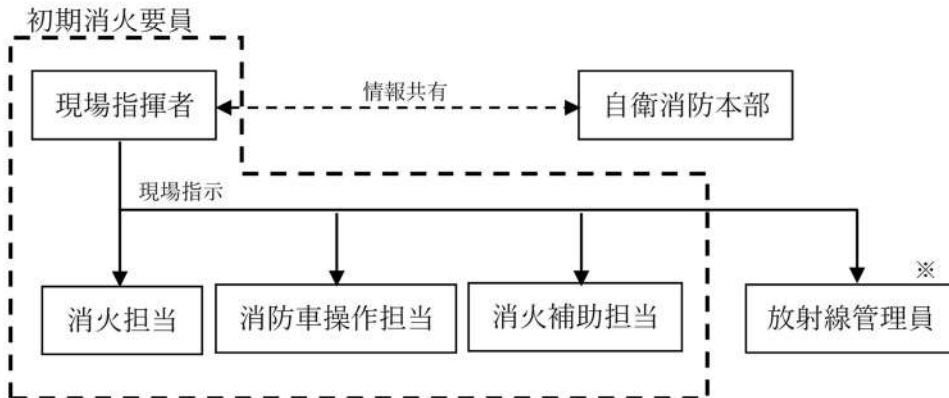 初期消火要員
現場指揮者
情報共有
自衛消防本部
現場指示
※
消火担当
消防車操作担当
消火補助担当
放射線管理員